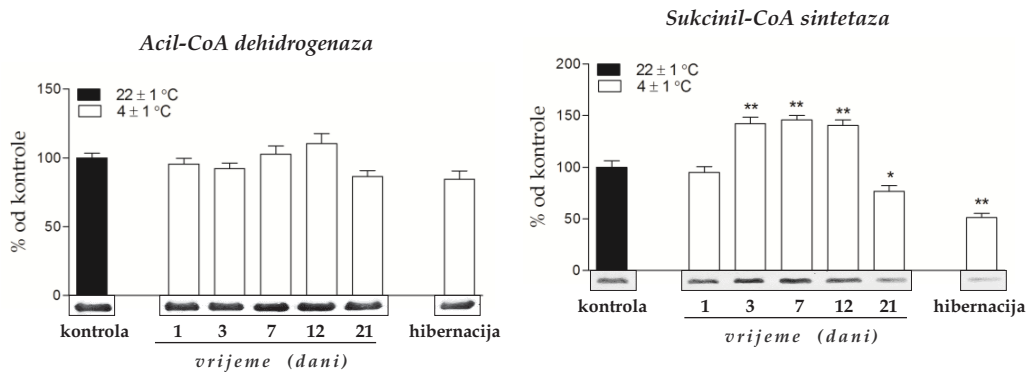 Acil-CoA dehidrogenaza
% od kontrole
150
100
50
0
22 ± 1 °C
4 ± 1 °C
kontrola
1 3 7 12 21
hibernacija
vrijeme (dani)
Sukcinil-CoA sintetaza
% od kontrole
200
150
100
50
0
22 ± 1 °C
4 ± 1 °C
** ** ** * **
kontrola
1 3 7 12 21
hibernacija
vrijeme (dani)